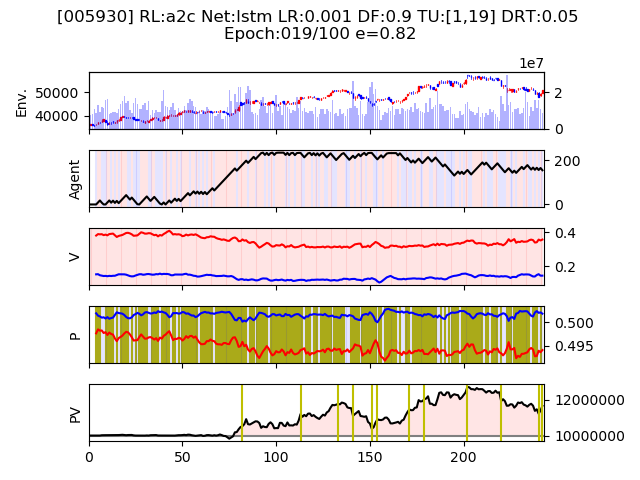 [005930] RL:a2c Net:lstm LR:0.001 DF:0.9 TU:[1,19] DRT:0.05
Epoch:019/100 e=0.82
1e7
Env.
50000
40000
2
0
Agent
200
0
V
0.4
0.2
P
0.500
0.495
PV
12000000
10000000
0 50 100 150 200